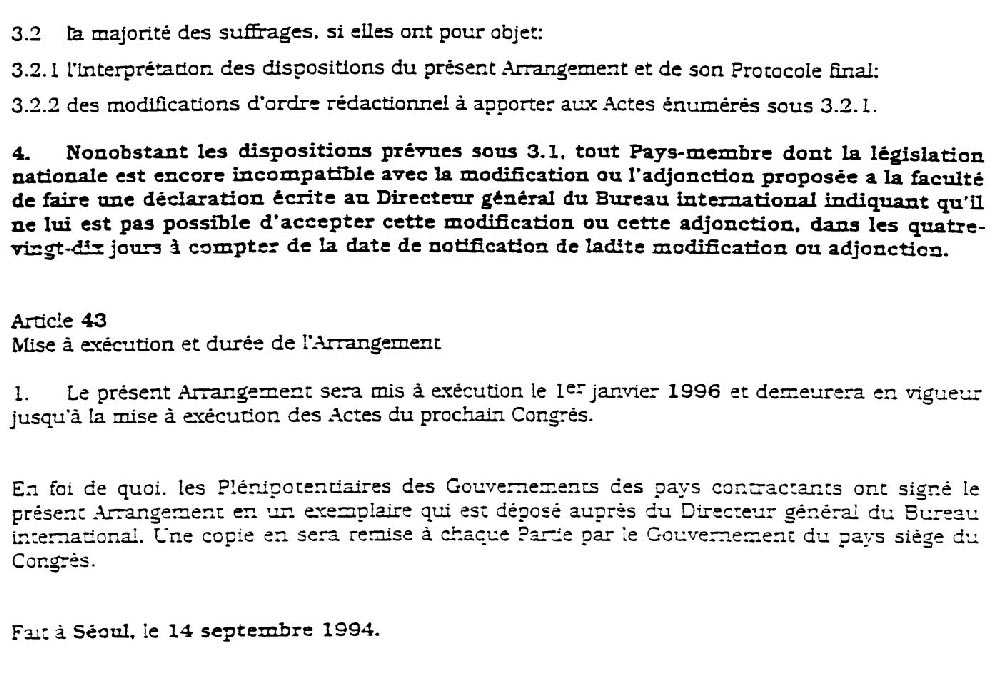 3.2 la majorité des suffrages, si elles ont pour objet:
3.2.1 l'interprétation des dispositions du présent Arrangement et de son Protocole final;
3.2.2 des modifications d'ordre rédactionnel à apporter aux Actes énumérés sous 3.2.1.
4. Nonobstant les dispositions prévues sous 3.1, tout Pays-membre dont la législation
nationale est encore incompatible avec la modification ou l'adjonction proposée a la faculté
de faire une déclaration écrite au Directeur général du Bureau international indiquant qu'il
ne lui est pas possible d'accepter cette modification ou cette adjonction, dans les quatre-
vingt-dix jours à compter de la date de notification de ladite modification ou adjonction.
Article 43
Mise à exécution et durée de l'Arrangement
1. Le présent Arrangement sera mis à exécution le 1er janvier 1996 et demeurera en vigueur
jusqu'à la mise à exécution des Actes du prochain Congrès.
En foi de quoi, les Plénipotentiaires des Gouvernements des pays contractants ont signé le
présent Arrangement en un exemplaire qui est déposé auprès du Directeur général du Bureau
international. Une copie en sera remise à chaque Partie par le Gouvernement du pays siège du
Congrès.
Fait à Séoul, le 14 septembre 1994.